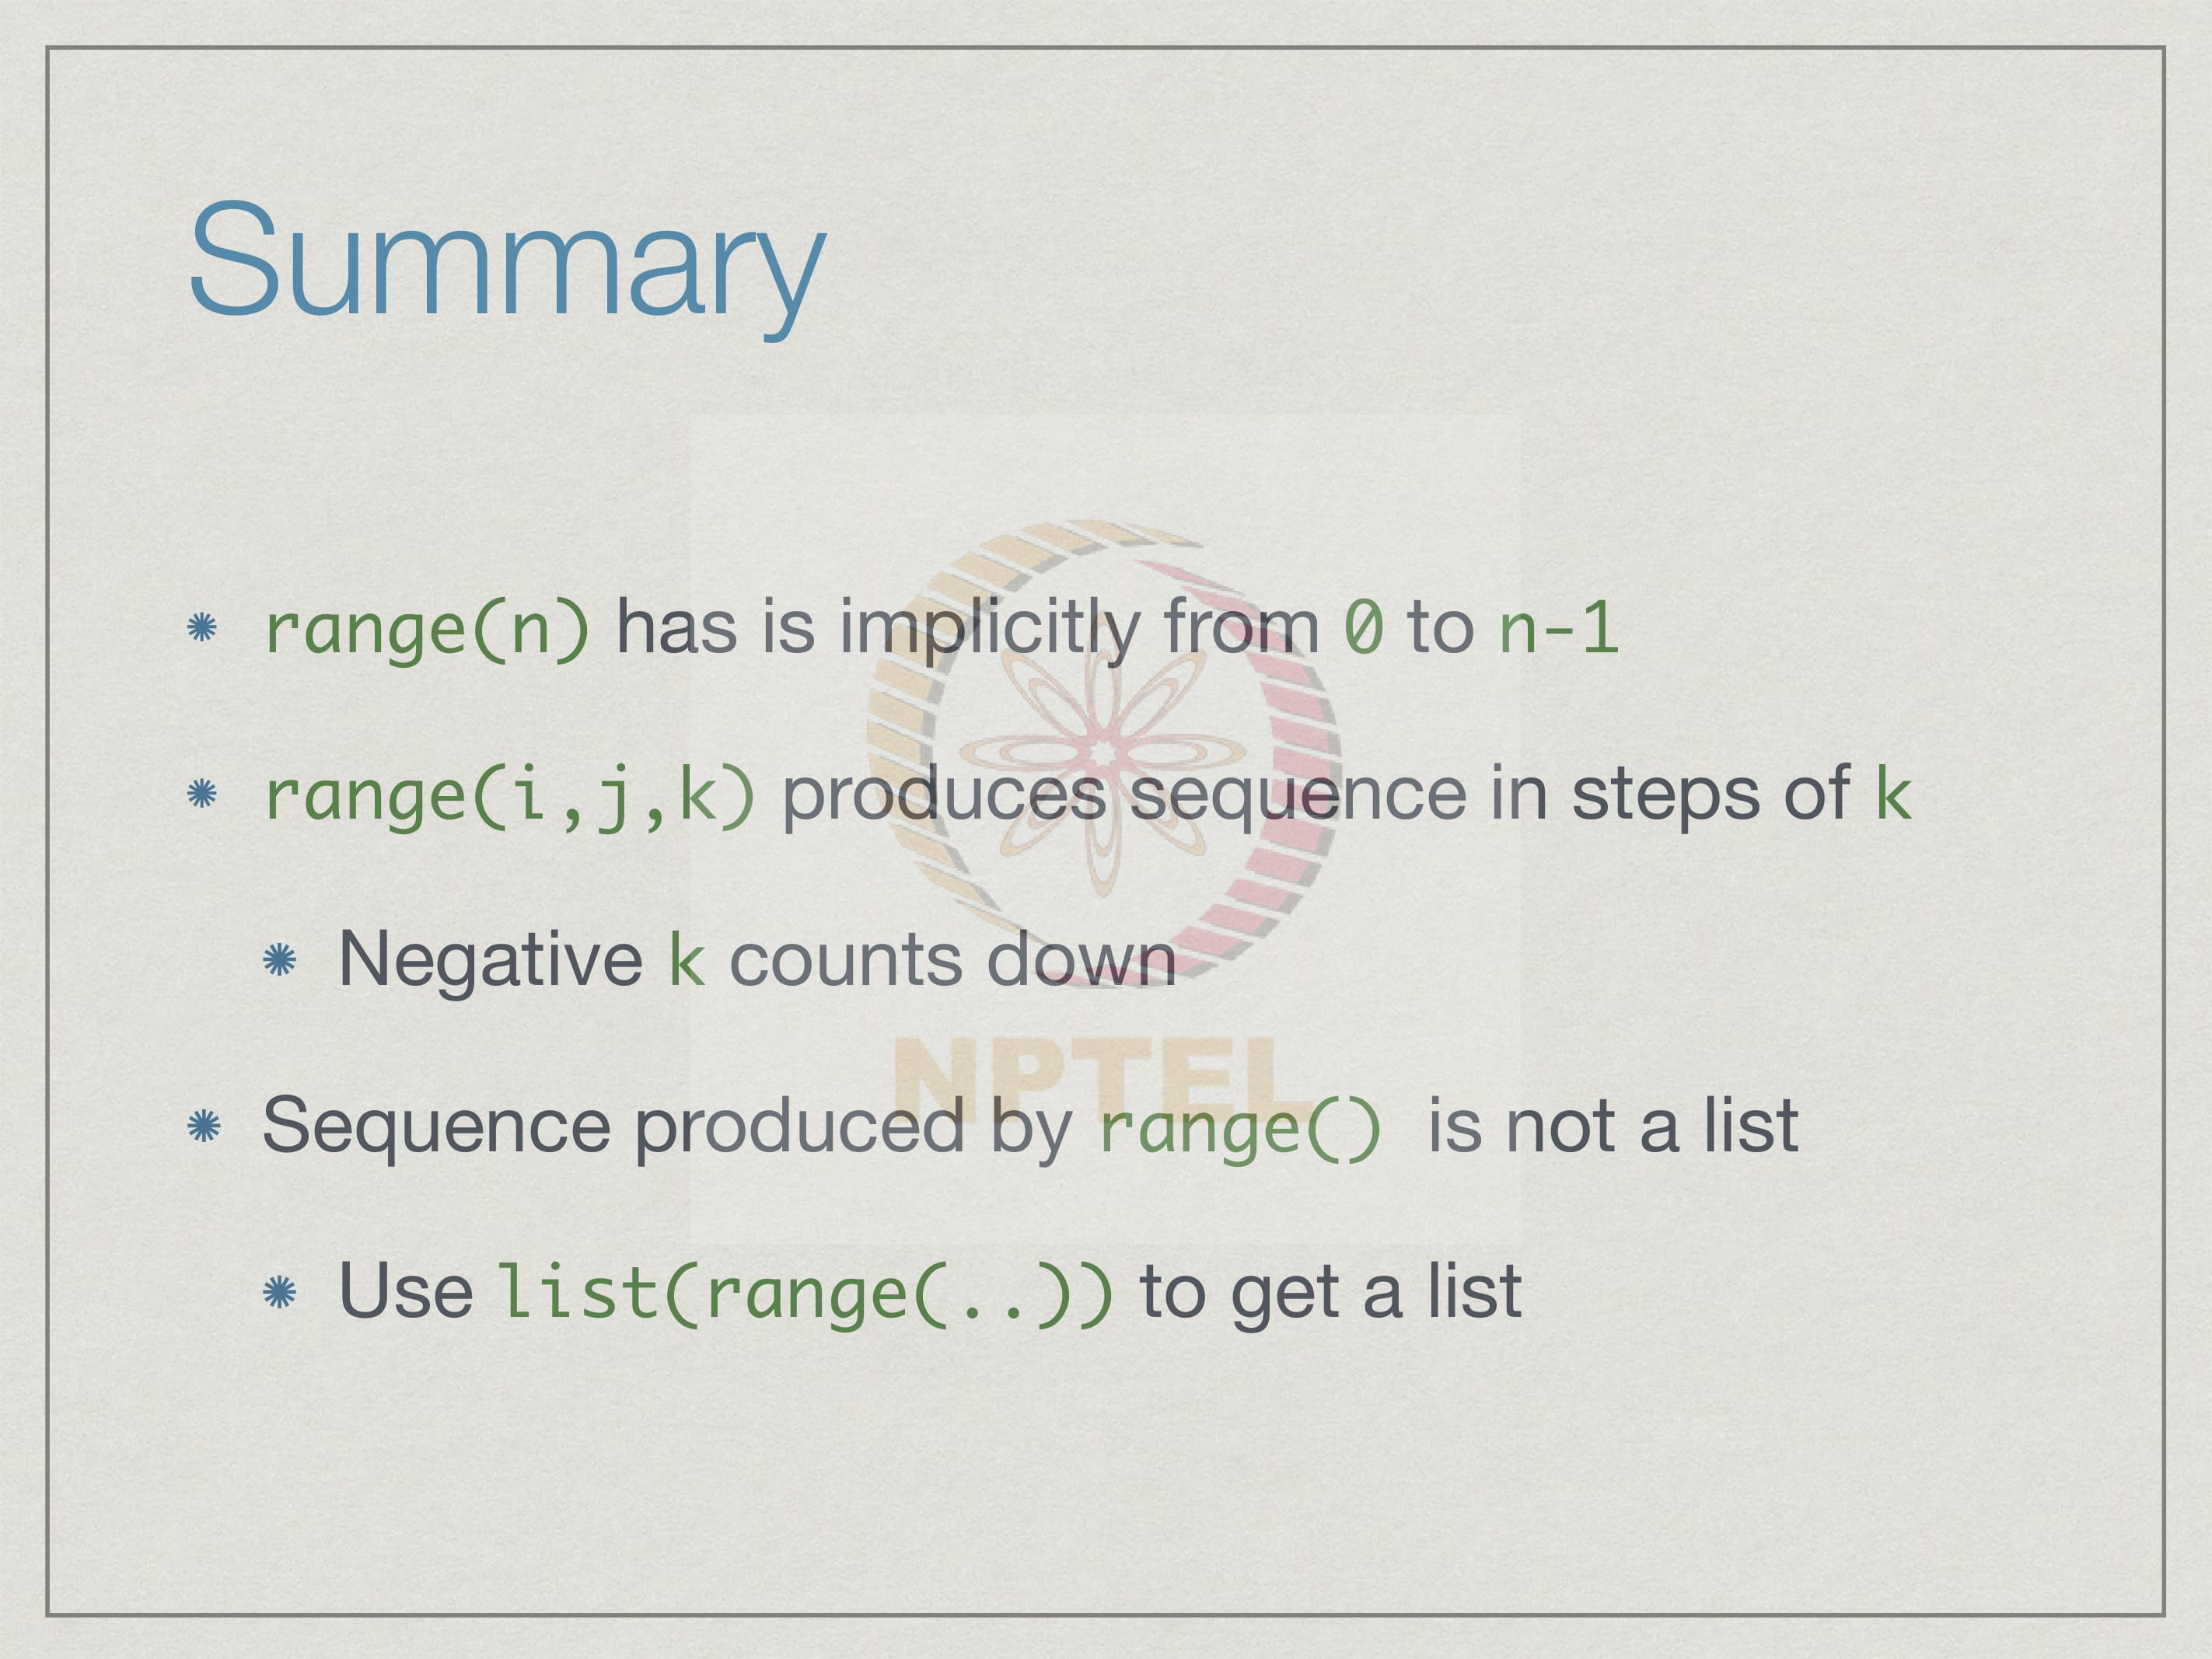 Summary
range(n) has is implicitly from 0 to n-1
range(i,j,k) produces sequence in steps of k
Negative k counts down
NPTEL
Sequence produced by range() is not a list
Use list(range(..)) to get a list